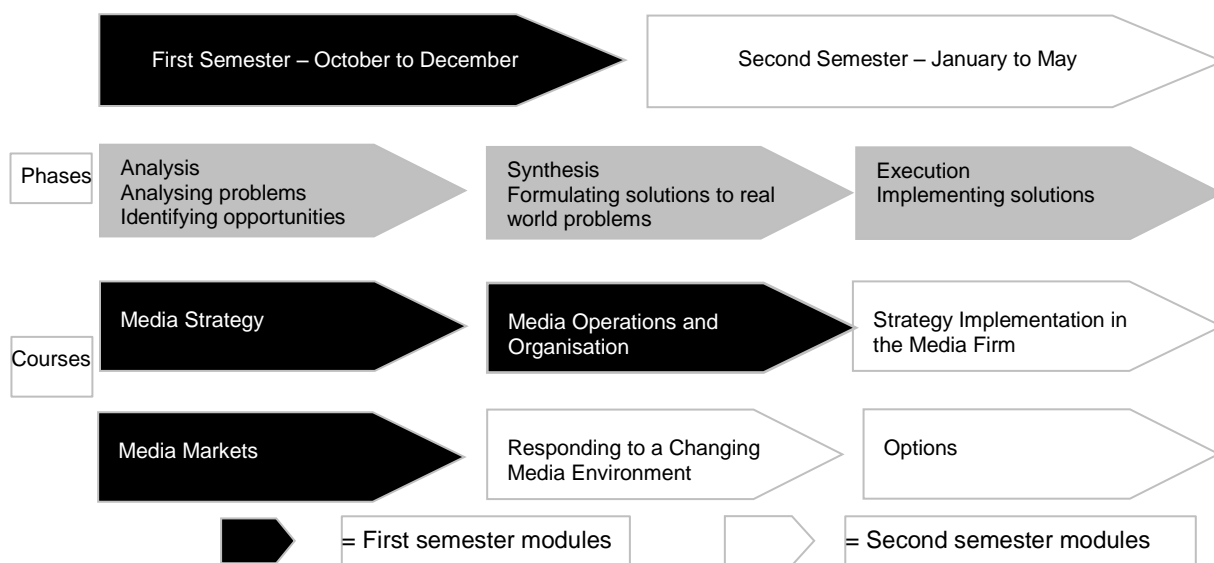 First Semester – October to December
Second Semester – January to May
Phases
Analysis
Analysing problems
Identifying opportunities
Synthesis
Formulating solutions to real
world problems
Execution
Implementing solutions
Courses
Media Strategy
Media Operations and
Organisation
Strategy Implementation in
the Media Firm
Media Markets
Responding to a Changing
Media Environment
Options
= First semester modules
= Second semester modules